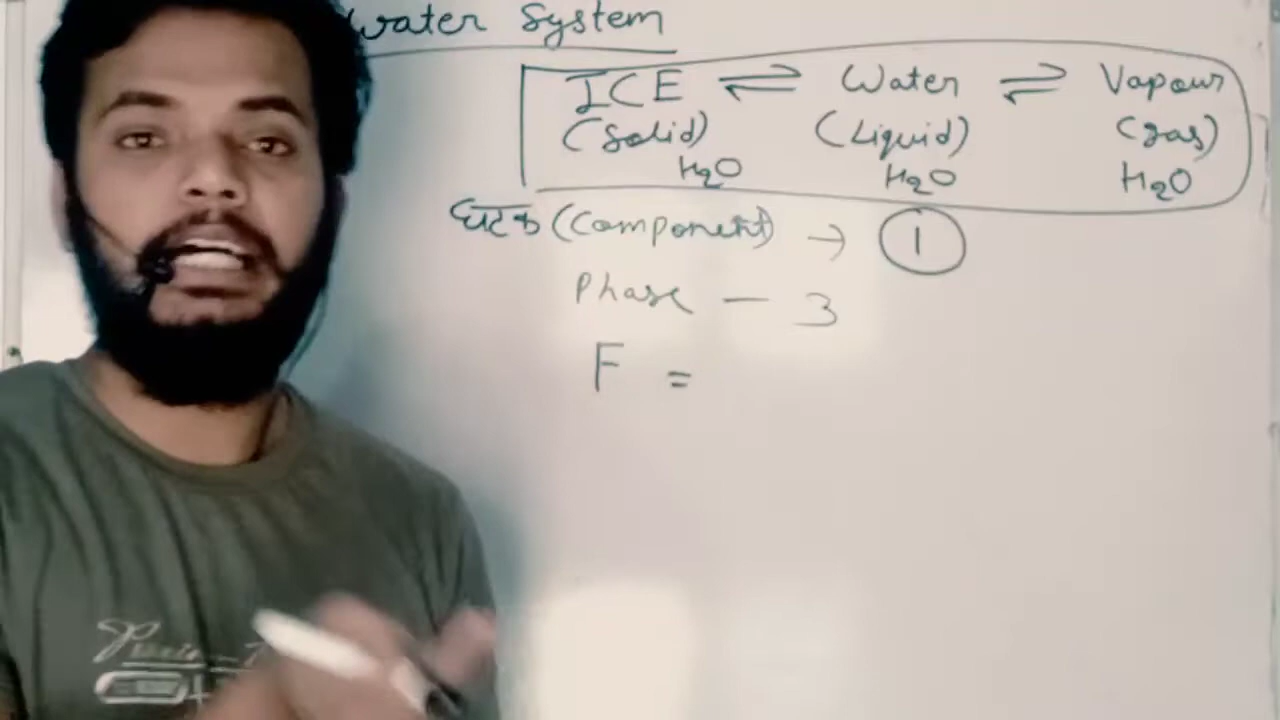 Water System
ICE ⇌ Water ⇌ Vapour
(Solid) (Liquid) (gas)
H₂O H₂O H₂O
घटक (Component) → 1
Phase — 3
F =